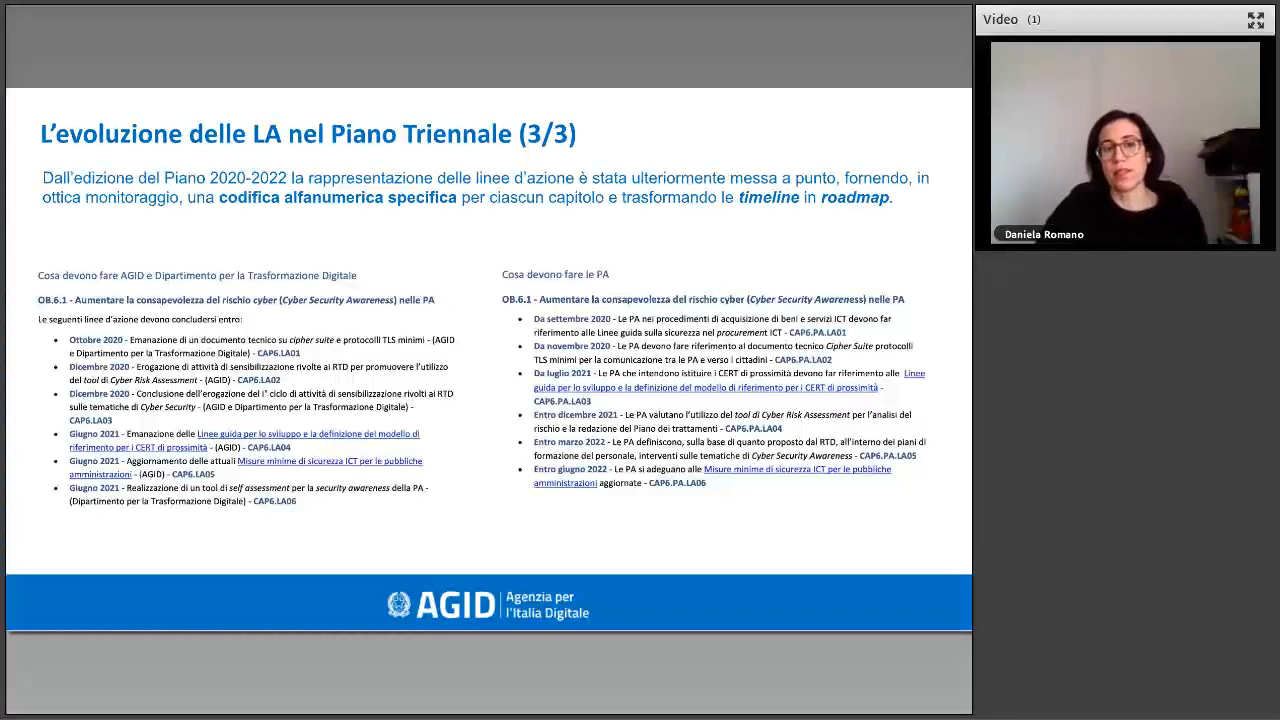 Video (1)
Daniela Romano
L'evoluzione delle LA nel Piano Triennale (3/3)
Dall'edizione del Piano 2020-2022 la rappresentazione delle linee d'azione è stata ulteriormente messa a punto, fornendo, in
ottica monitoraggio, una codifica alfanumerica specifica per ciascun capitolo e trasformando le timeline in roadmap.
Cosa devono fare AGID e Dipartimento per la Trasformazione Digitale
OB.6.1 - Aumentare la consapevolezza del rischio cyber (Cyber Security Awareness) nelle PA
Le seguenti linee d'azione devono concludersi entro:
• Ottobre 2020 - Emanazione di un documento tecnico su cipher suite e protocolli TLS minimi - (AGID
e Dipartimento per la Trasformazione Digitale) - CAP6.LA01
• Dicembre 2020 - Erogazione di attività di sensibilizzazione rivolte ai RTD per promuovere l'utilizzo
del tool di Cyber Risk Assessment - (AGID) - CAP6.LA02
• Dicembre 2020 - Conclusione dell'erogazione del I° ciclo di attività di sensibilizzazione rivolti ai RTD
sulle tematiche di Cyber Security - (AGID e Dipartimento per la Trasformazione Digitale) -
CAP6.LA03
• Giugno 2021 - Emanazione delle Linee guida per lo sviluppo e la definizione del modello di
riferimento per i CERT di prossimità - (AGID) - CAP6.LA04
• Giugno 2021 - Aggiornamento delle attuali Misure minime di sicurezza ICT per le pubbliche
amministrazioni - (AGID) - CAP6.LA05
• Giugno 2021 - Realizzazione di un tool di self assessment per la security awareness della PA -
(Dipartimento per la Trasformazione Digitale) - CAP6.LA06
Cosa devono fare le PA
OB.6.1 - Aumentare la consapevolezza del rischio cyber (Cyber Security Awareness) nelle PA
• Da settembre 2020 - Le PA nei procedimenti di acquisizione di beni e servizi ICT devono far
riferimento alle Linee guida sulla sicurezza nel procurement ICT - CAP6.PA.LA01
• Da novembre 2020 - Le PA devono fare riferimento al documento tecnico Cipher Suite protocolli
TLS minimi per la comunicazione tra le PA e verso i cittadini - CAP6.PA.LA02
• Da luglio 2021 - Le PA che intendono istituire i CERT di prossimità devono far riferimento alle Linee
guida per lo sviluppo e la definizione del modello di riferimento per i CERT di prossimità -
CAP6.PA.LA03
• Entro dicembre 2021 - Le PA valutano l'utilizzo del tool di Cyber Risk Assessment per l'analisi del
rischio e la redazione del Piano dei trattamenti - CAP6.PA.LA04
• Entro marzo 2022 - Le PA definiscono, sulla base di quanto proposto dal RTD, all'interno dei piani di
formazione del personale, interventi sulle tematiche di Cyber Security Awareness - CAP6.PA.LA05
• Entro giugno 2022 - Le PA si adeguano alle Misure minime di sicurezza ICT per le pubbliche
amministrazioni aggiornate - CAP6.PA.LA06
AGID
Agenzia per
l'Italia Digitale